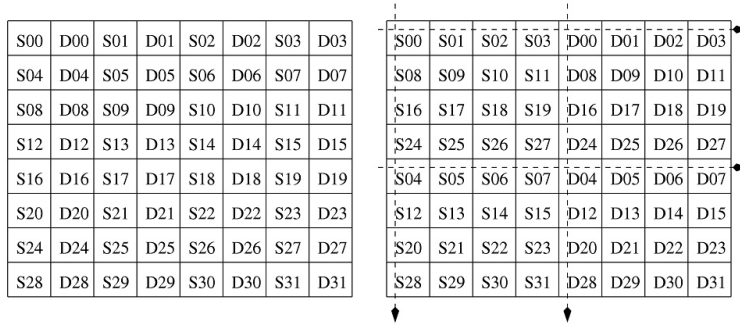 S00 D00 S01 D01 S02 D02 S03 D03
S04 D04 S05 D05 S06 D06 S07 D07
S08 D08 S09 D09 S10 D10 S11 D11
S12 D12 S13 D13 S14 D14 S15 D15
S16 D16 S17 D17 S18 D18 S19 D19
S20 D20 S21 D21 S22 D22 S23 D23
S24 D24 S25 D25 S26 D26 S27 D27
S28 D28 S29 D29 S30 D30 S31 D31
S00 S01 S02 S03 D00 D01 D02 D03
S08 S09 S10 S11 D08 D09 D10 D11
S16 S17 S18 S19 D16 D17 D18 D19
S24 S25 S26 S27 D24 D25 D26 D27
S04 S05 S06 S07 D04 D05 D06 D07
S12 S13 S14 S15 D12 D13 D14 D15
S20 S21 S22 S23 D20 D21 D22 D23
S28 S29 S30 S31 D28 D29 D30 D31